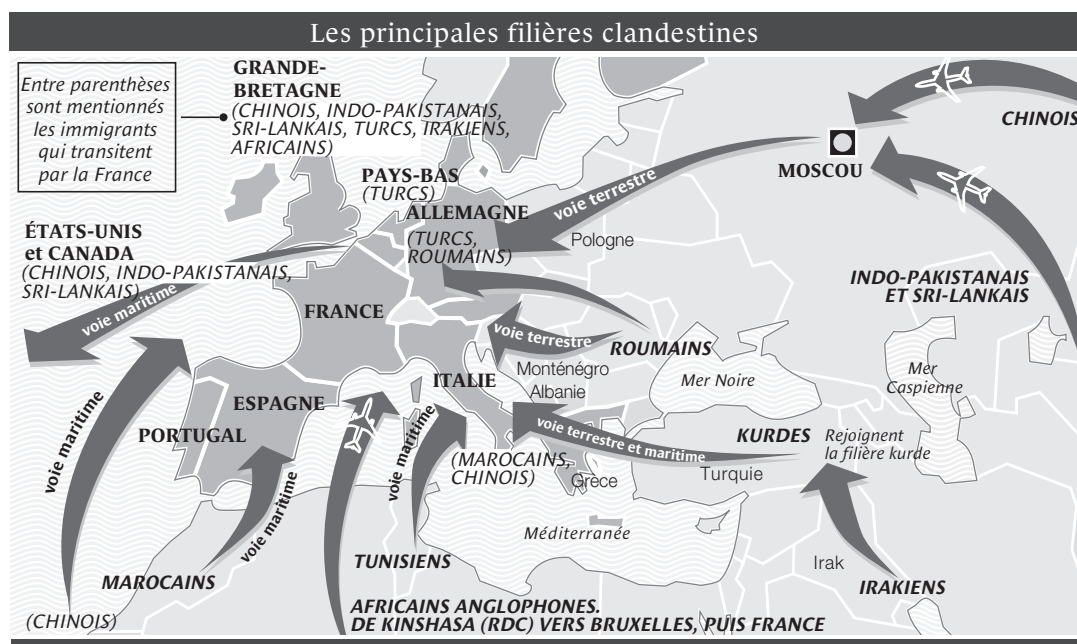 Les principales filières clandestines
Entre parenthèses
sont mentionnés
les immigrants
qui transitent
par la France
GRANDE-
BRETAGNE
(CHINOIS, INDO-PAKISTANAIS,
SRI-LANKAIS, TURCS, IRAKIENS,
AFRICAINS)
CHINOIS
MOSCOU
PAYS-BAS
(TURCS)
ALLEMAGNE
(TURCS,
ROUMAINS)
voie terrestre
Pologne
ÉTATS-UNIS
et CANADA
(CHINOIS, INDO-PAKISTANAIS,
SRI-LANKAIS)
voie maritime
INDO-PAKISTANAIS
ET SRI-LANKAIS
FRANCE
voie terrestre
ROUMAINS
Monténégro
Albanie
Mer Noire
Mer
Caspienne
ITALIE
ESPAGNE
PORTUGAL
voie maritime
voie maritime
voie maritime
voie terrestre et maritime
KURDES
Rejoignent
la filière kurde
(MAROCAINS,
CHINOIS)
Grèce
Turquie
Méditerranée
TUNISIENS
MAROCAINS
Irak
IRAKIENS
(CHINOIS)
AFRICAINS ANGLOPHONES.
DE KINSHASA (RDC) VERS BRUXELLES, PUIS FRANCE